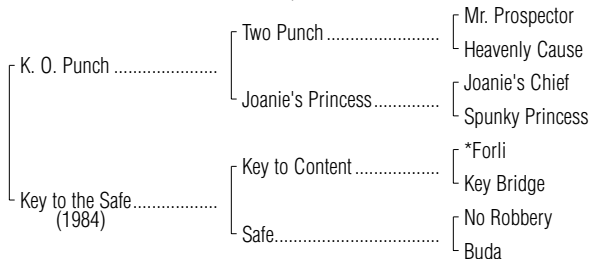 Mr. Prospector
Two Punch
Heavenly Cause
K. O. Punch
Joanie's Chief
Joanie's Princess
Spunky Princess
*Forli
Key to Content
Key Bridge
Key to the Safe
(1984)
No Robbery
Safe
Buda